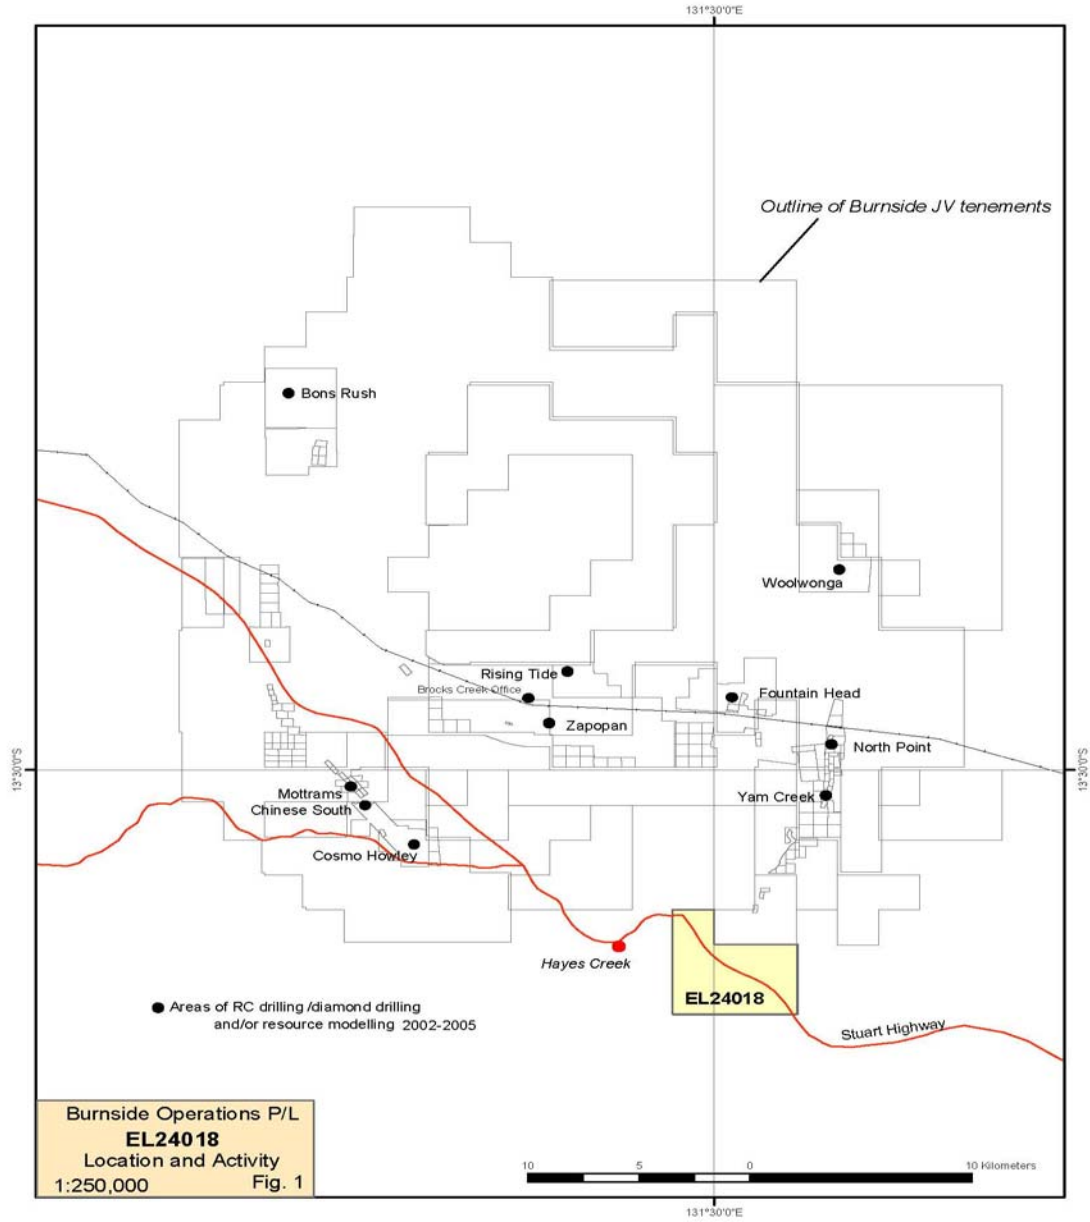 131°30'0"E
Outline of Burnside JV tenements
Bons Rush
Woolwonga
Rising Tide
Brocks Creek Office
Fountain Head
Zapopan
North Point
13°30'0"S
13°30'0"S
Mottrams
Yam Creek
Chinese South
Cosmo Howley
Hayes Creek
EL24018
Areas of RC drilling /diamond drilling
and/or resource modelling 2002-2005
Stuart Highway
Burnside Operations P/L
EL24018
Location and Activity
1:250,000 Fig. 1
10 5 0 10 Kilometers
131°30'0"E